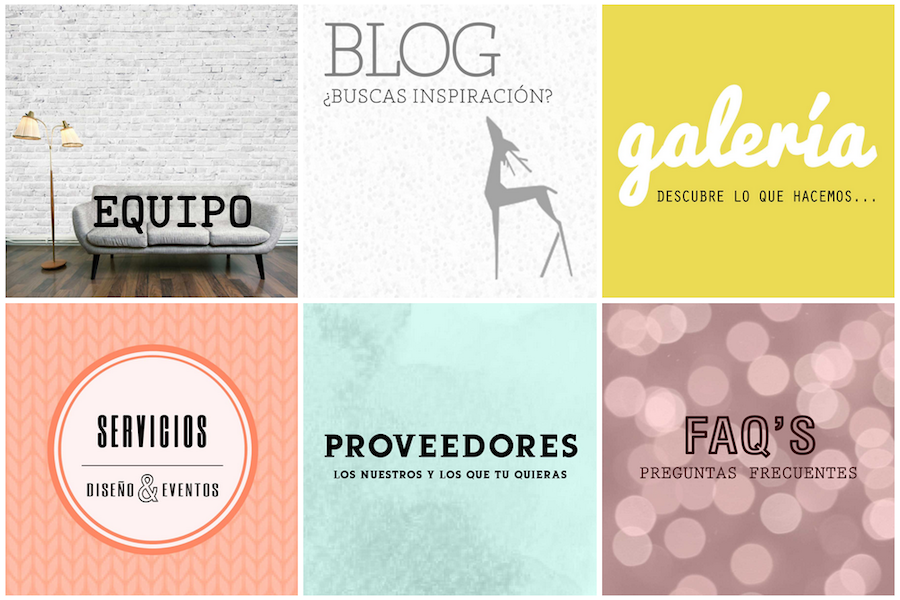 EQUIPO
BLOG
¿BUSCAS INSPIRACIÓN?
galería
DESCUBRE LO QUE HACEMOS...
SERVICIOS
DISEÑO & EVENTOS
PROVEEDORES
LOS NUESTROS Y LOS QUE TU QUIERAS
FAQ'S
PREGUNTAS FRECUENTES